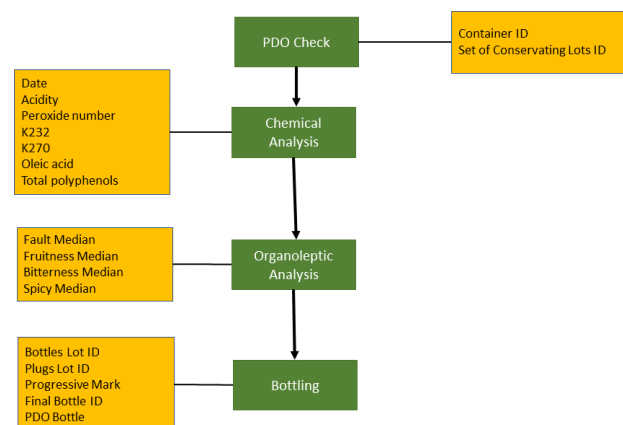 PDO Check
Container ID
Set of Conservating Lots ID
Date
Acidity
Peroxide number
K232
K270
Oleic acid
Total polyphenols
Chemical
Analysis
Fault Median
Fruitness Median
Bitterness Median
Spicy Median
Organoleptic
Analysis
Bottles Lot ID
Plugs Lot ID
Progressive Mark
Final Bottle ID
PDO Bottle
Bottling